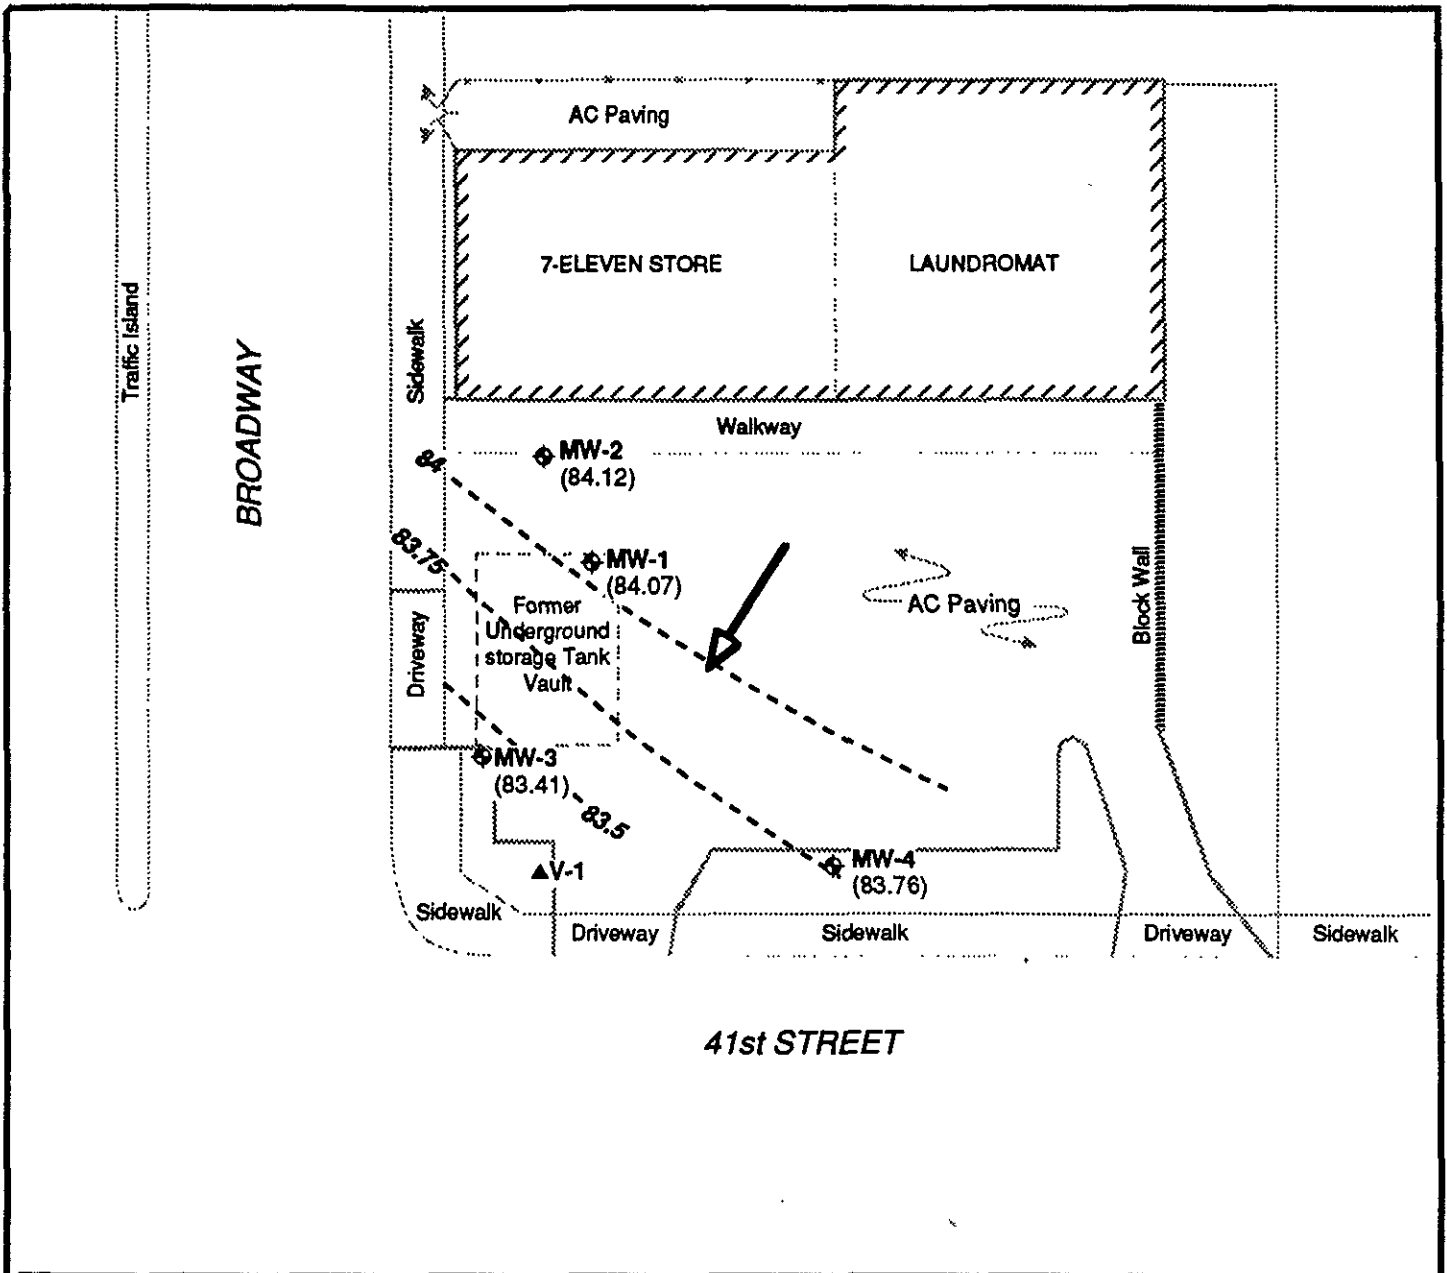 AC Paving
7-ELEVEN STORE
LAUNDROMAT
Traffic Island
BROADWAY
Sidewalk
Walkway
84
MW-2
(84.12)
83.75
MW-1
(84.07)
Former
Underground
storage Tank
Vault
AC Paving
Block Wall
Driveway
MW-3
(83.41)
83.5
V-1
MW-4
(83.76)
Sidewalk
Driveway
Sidewalk
Driveway
Sidewalk
41st STREET